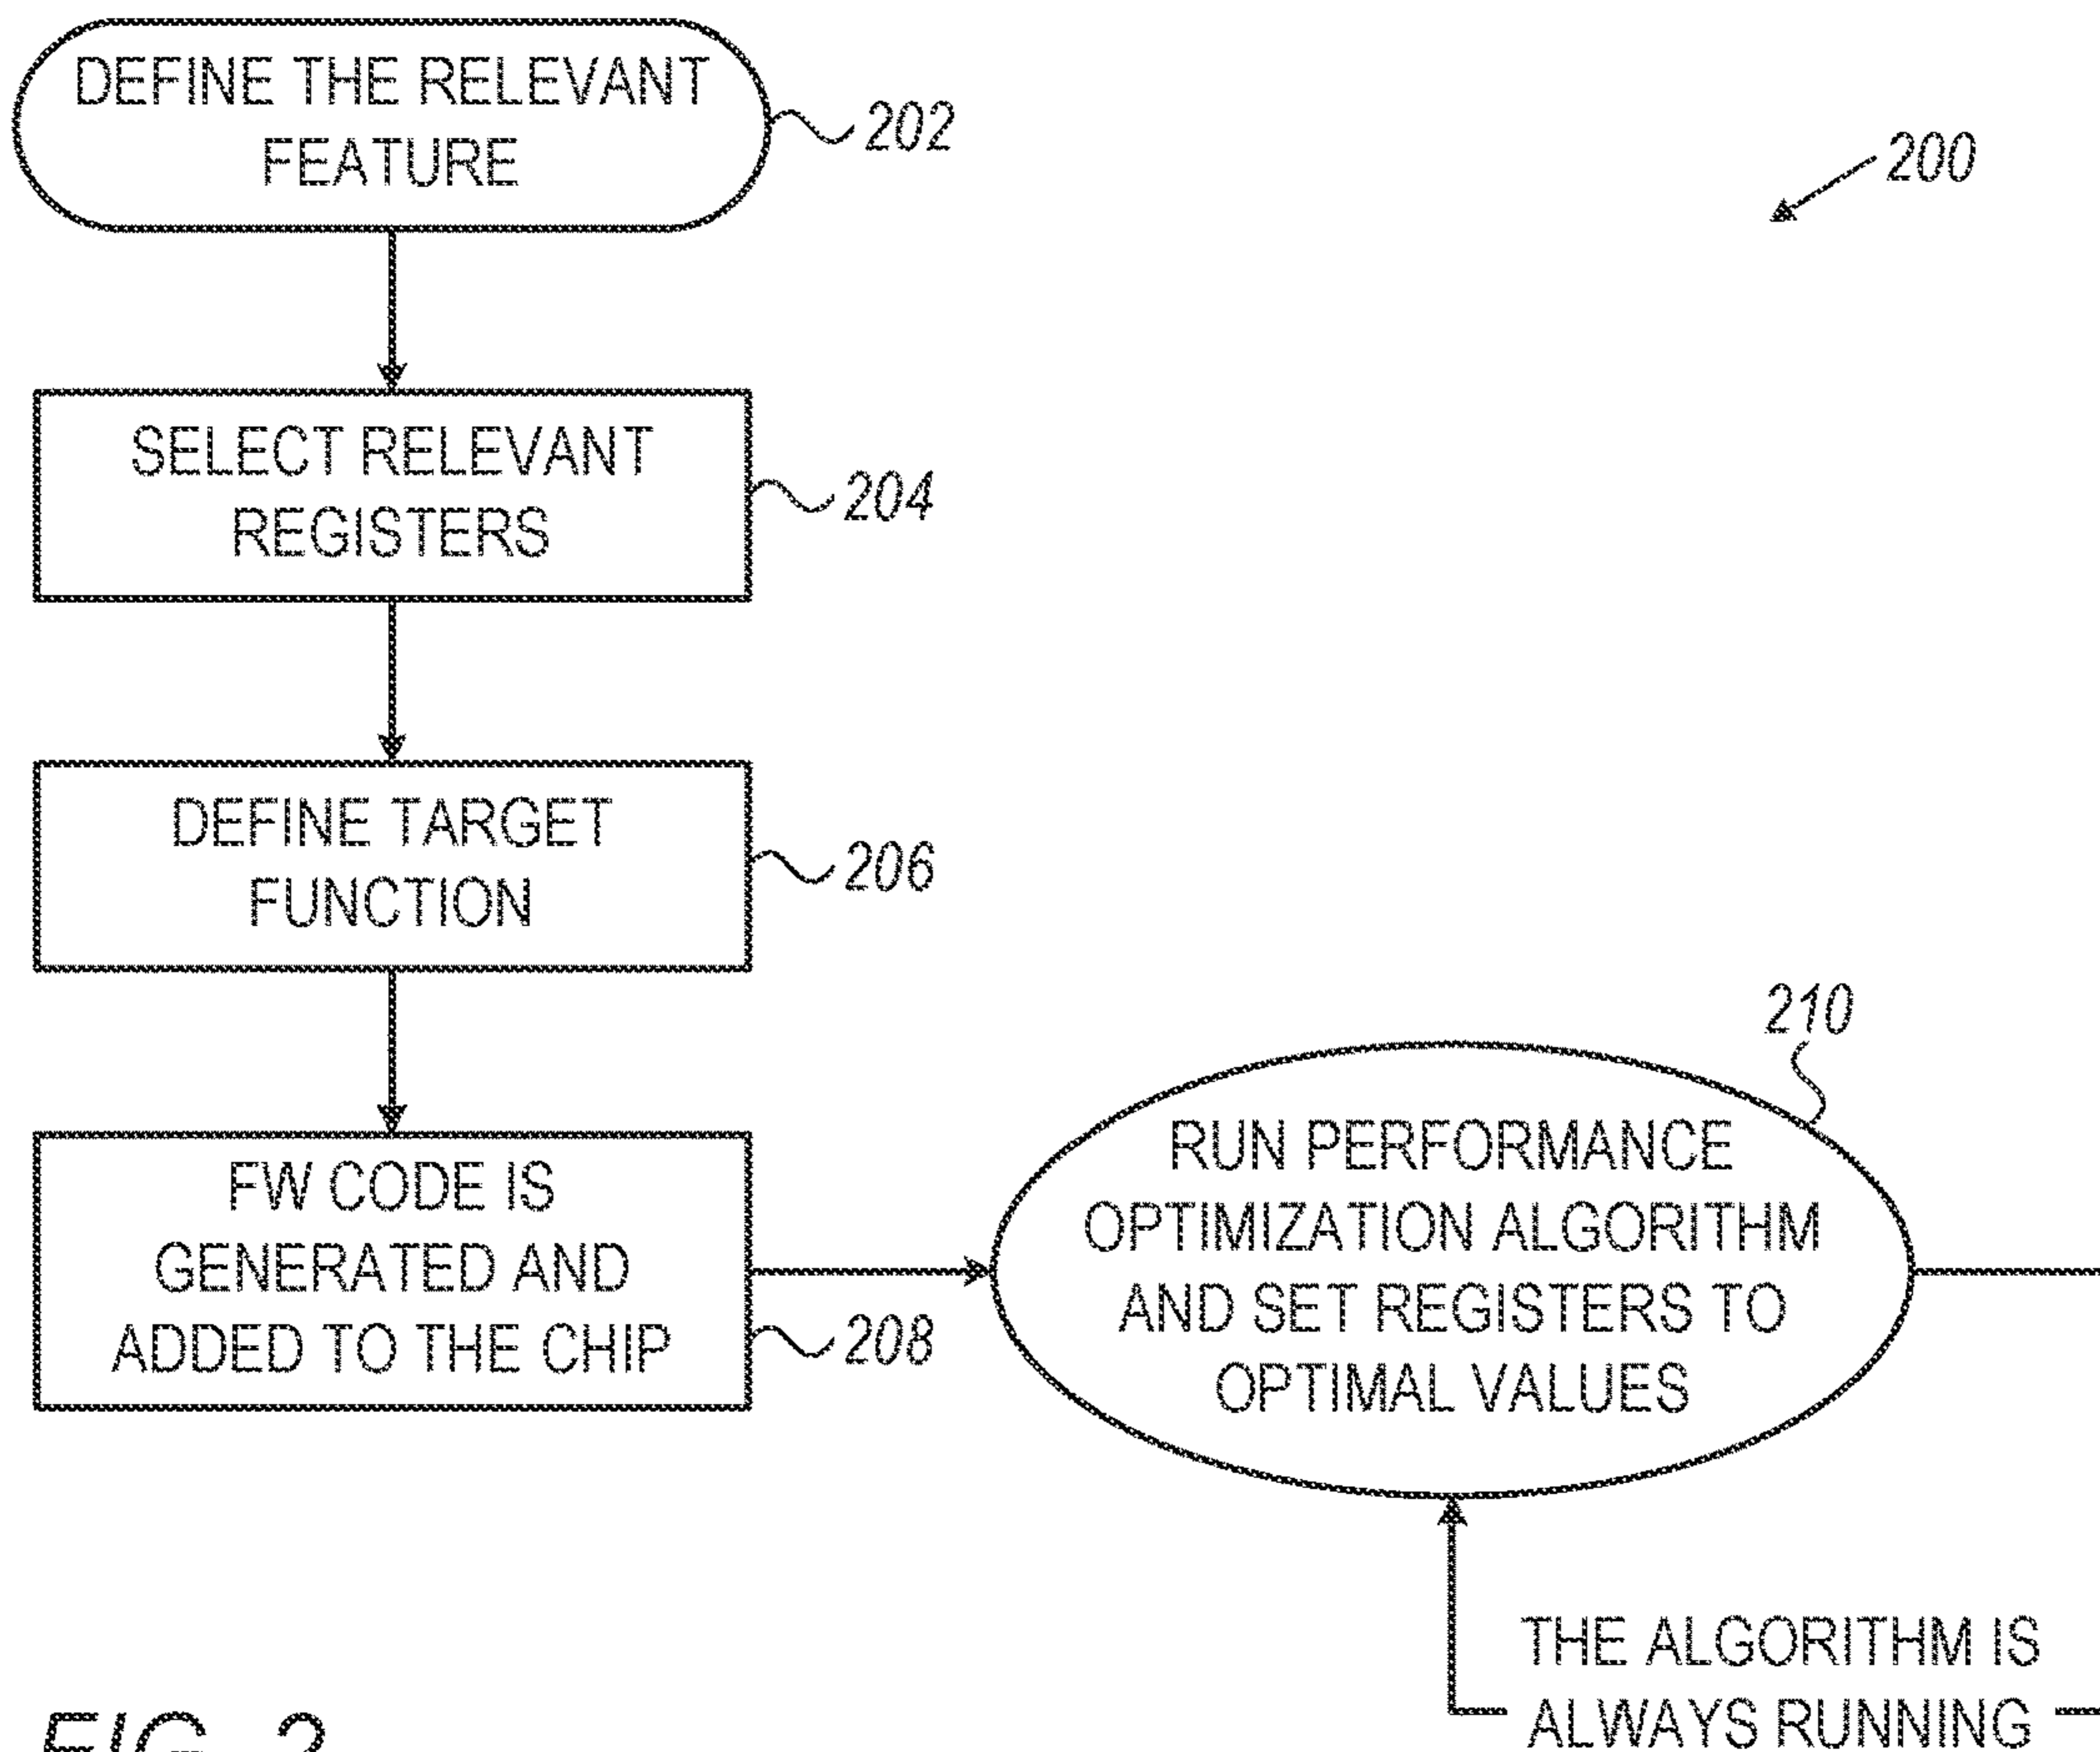 DEFINE THE RELEVANT
FEATURE
202
200
SELECT RELEVANT
REGISTERS
204
DEFINE TARGET
FUNCTION
206
FW CODE IS
GENERATED AND
ADDED TO THE CHIP
208
210
RUN PERFORMANCE
OPTIMIZATION ALGORITHM
AND SET REGISTERS TO
OPTIMAL VALUES
THE ALGORITHM IS
ALWAYS RUNNING
FIG. 2